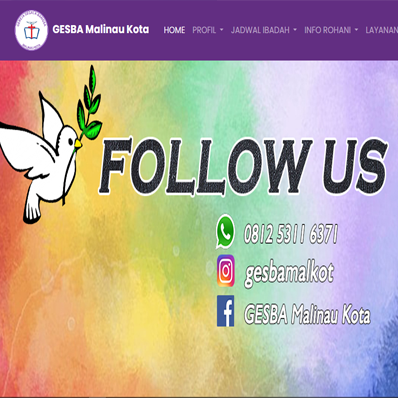 GESBA Malinau Kota
HOME PROFIL JADWAL IBADAH INFO ROHANI LAYANAN
FOLLOW US
0812 5311 6371
gesbamalkot
GESBA Malinau Kota